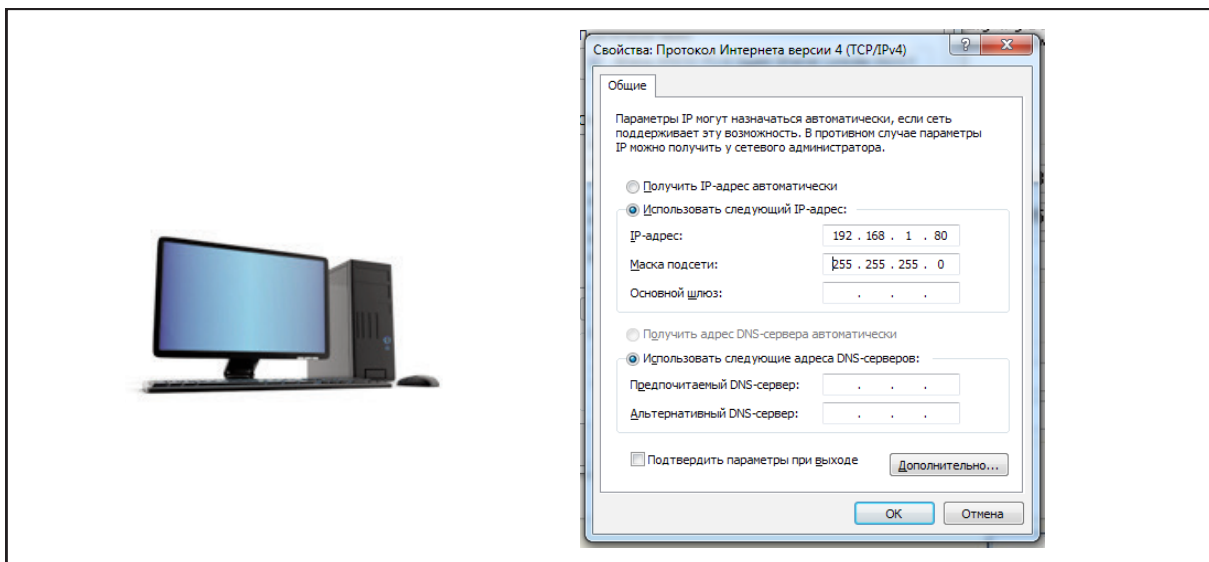 Свойства: Протокол Интернета версии 4 (TCP/IPv4)
Общие
Параметры IP могут назначаться автоматически, если сеть
поддерживает эту возможность. В противном случае параметры
IP можно получить у сетевого администратора.
Получить IP-адрес автоматически
Использовать следующий IP-адрес:
IP-адрес: 192 . 168 . 1 . 80
Маска подсети: 255 . 255 . 255 . 0
Основной шлюз: . . .
Получить адрес DNS-сервера автоматически
Использовать следующие адреса DNS-серверов:
Предпочитаемый DNS-сервер: . . .
Альтернативный DNS-сервер: . . .
Подтвердить параметры при выходе
Дополнительно...
ОК Отмена